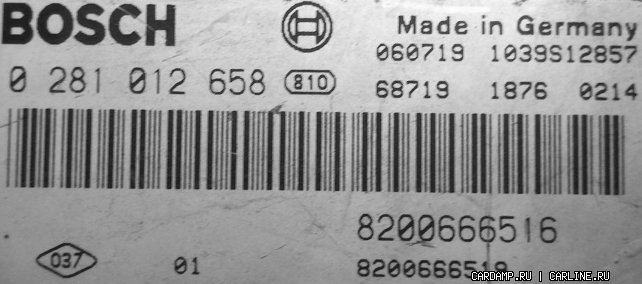 BOSCH Made in Germany
060719 1039S12857
0 281 012 658 810
68719 1876 0214
8200666516
037 01
CARDAMP.RU | CARLINE.RU